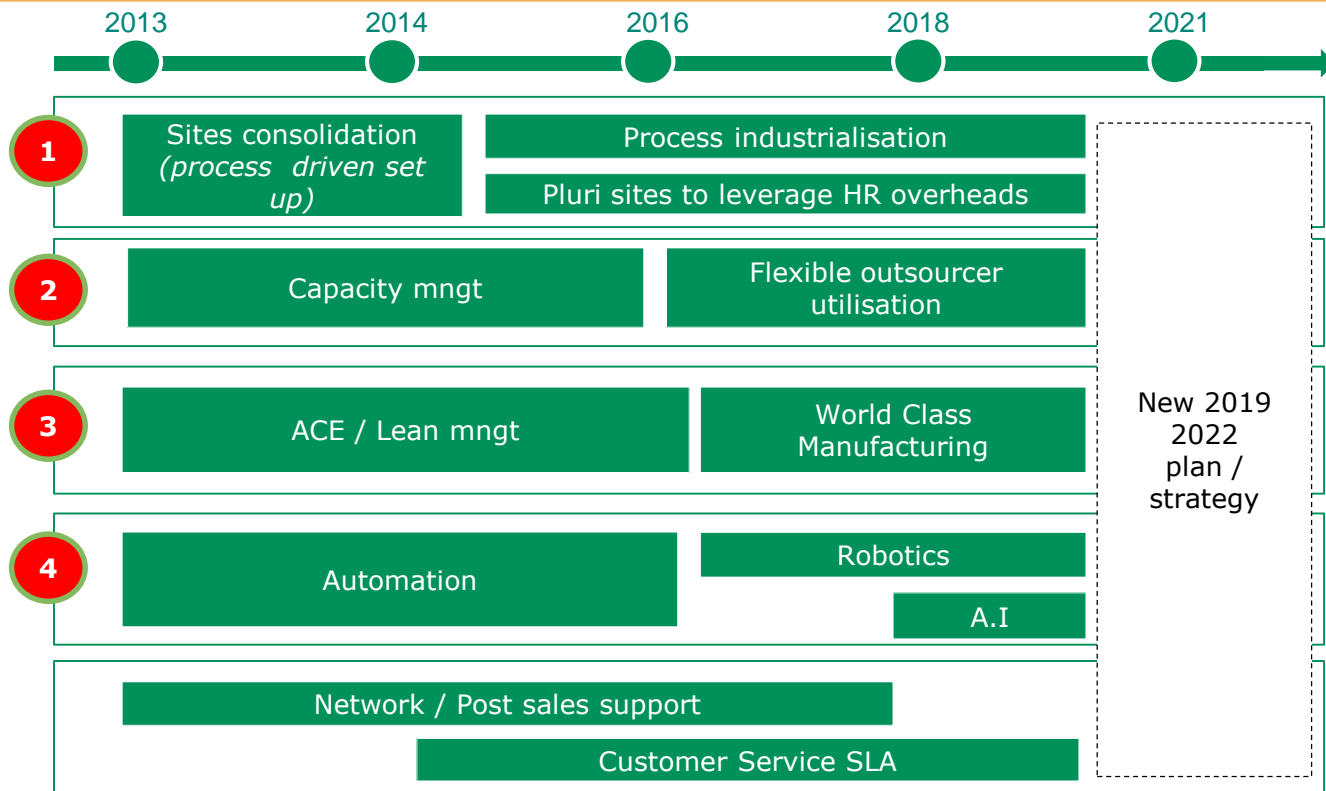 2013 2014 2016 2018 2021
1
Sites consolidation
(process driven set
up)
Process industrialisation
Pluri sites to leverage HR overheads
2
Capacity mngt
Flexible outsourcer
utilisation
3
ACE / Lean mngt
World Class
Manufacturing
4
Automation
Robotics
A.I
Network / Post sales support
Customer Service SLA
New 2019
2022
plan /
strategy